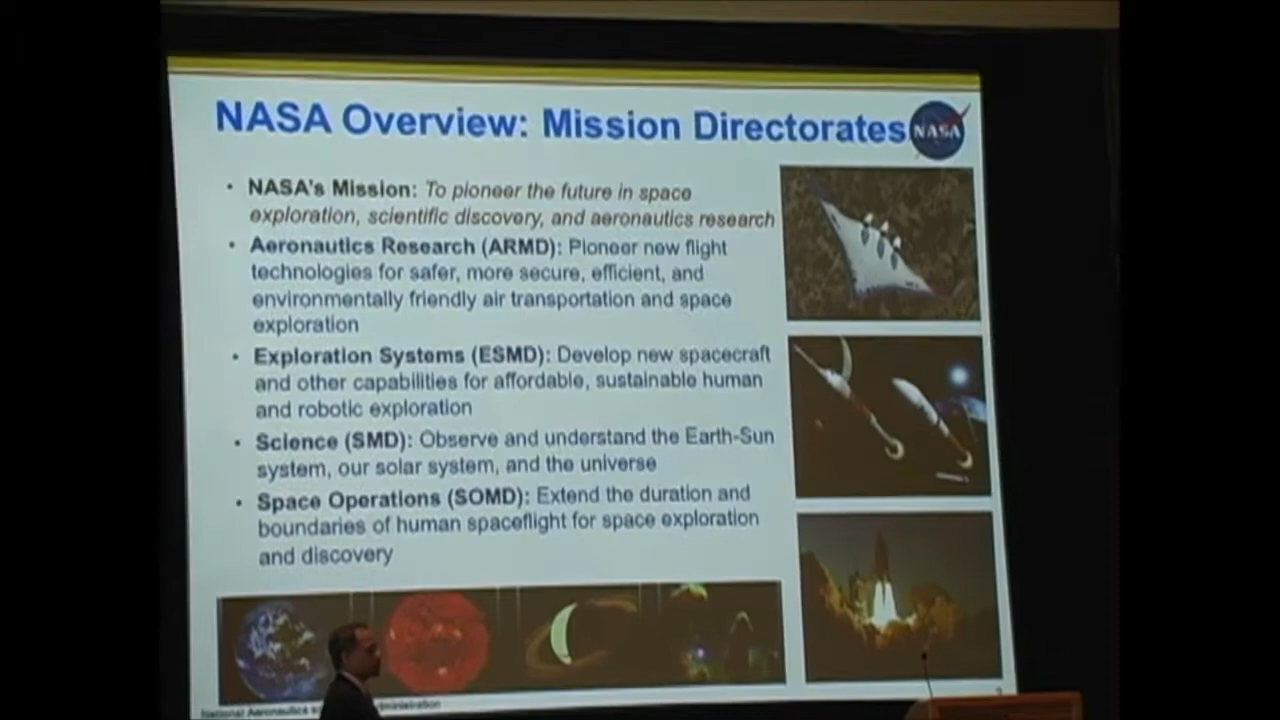 NASA Overview: Mission Directorates
NASA
• NASA's Mission: To pioneer the future in space
exploration, scientific discovery, and aeronautics research
• Aeronautics Research (ARMD): Pioneer new flight
technologies for safer, more secure, efficient, and
environmentally friendly air transportation and space
exploration
• Exploration Systems (ESMD): Develop new spacecraft
and other capabilities for affordable, sustainable human
and robotic exploration
• Science (SMD): Observe and understand the Earth-Sun
system, our solar system, and the universe
• Space Operations (SOMD): Extend the duration and
boundaries of human spaceflight for space exploration
and discovery
National Aeronautics